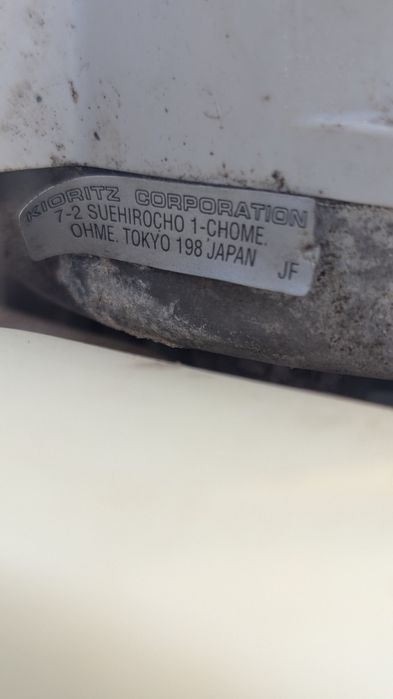 KIORITZ CORPORATION
7-2 SUEHIROCHO 1-CHOME.
OHME. TOKYO 198 JAPAN JF